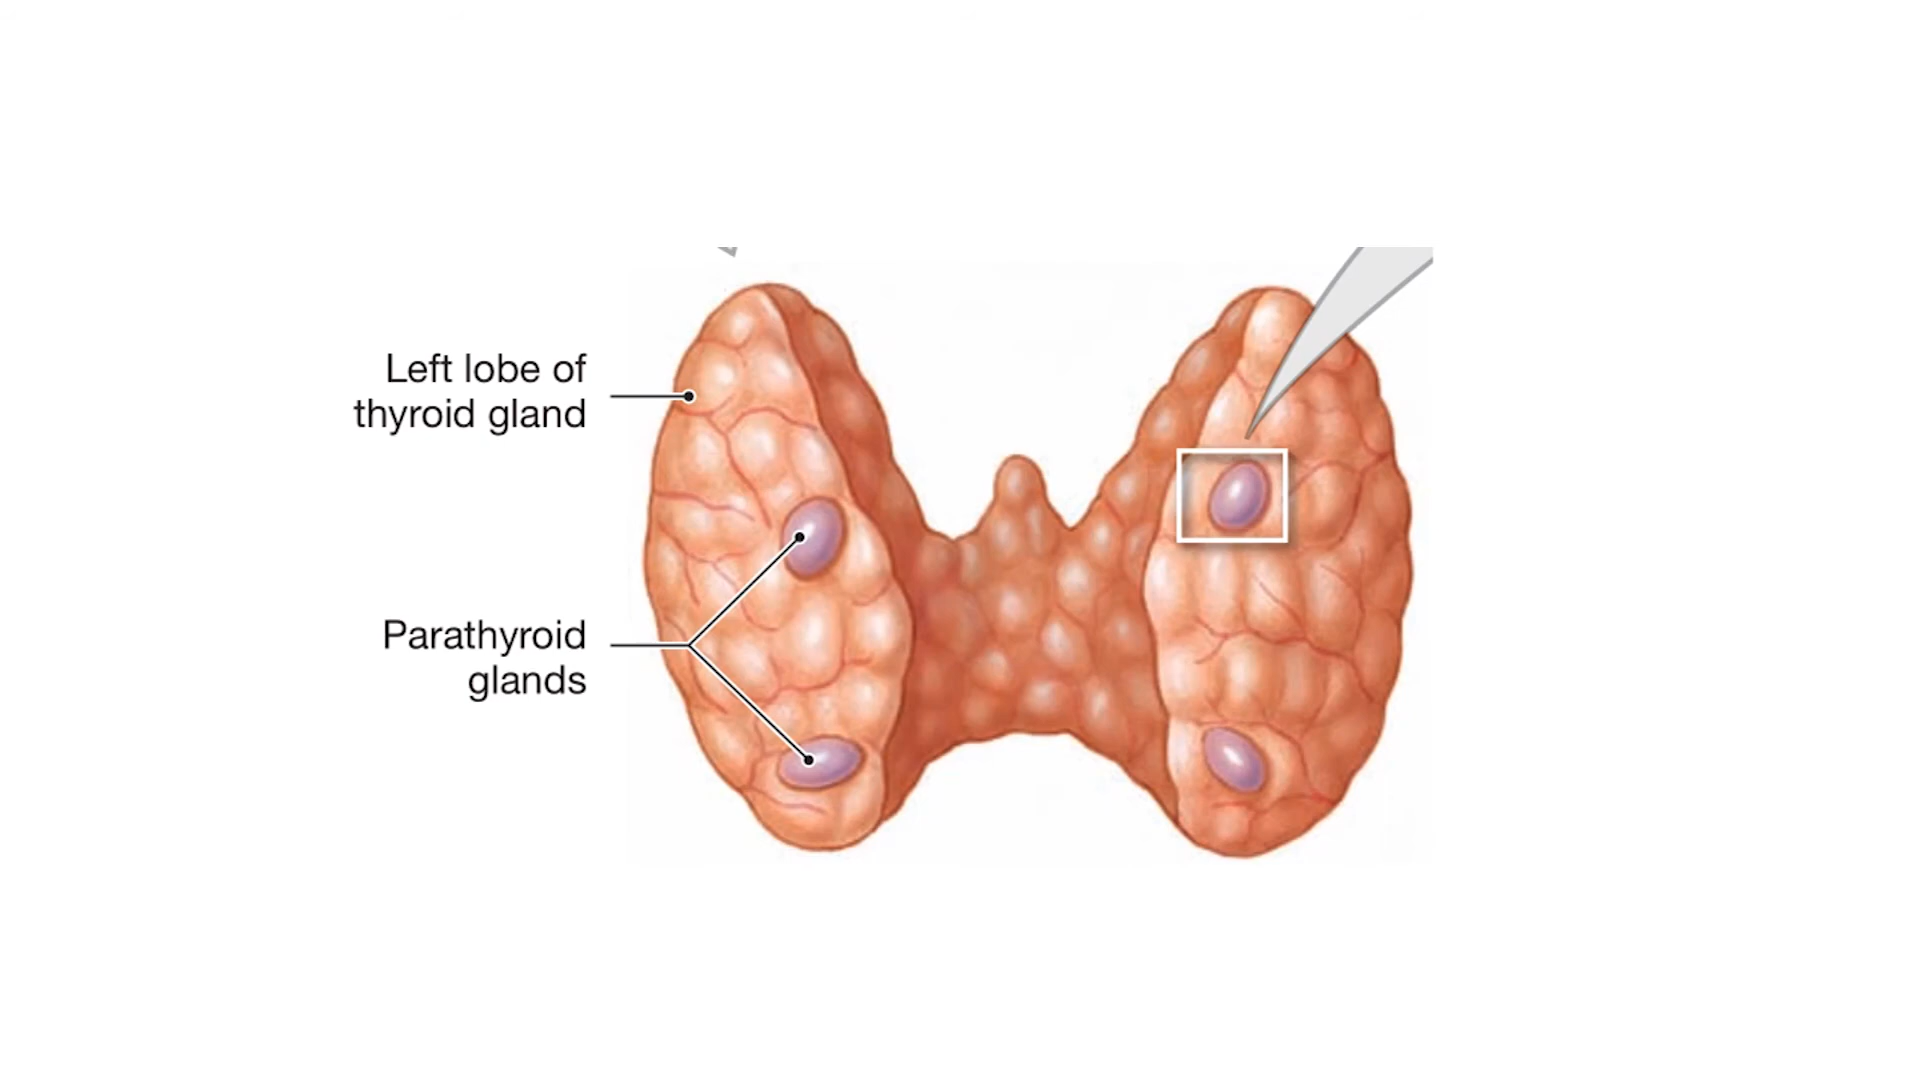 Left lobe of
thyroid gland
Parathyroid
glands